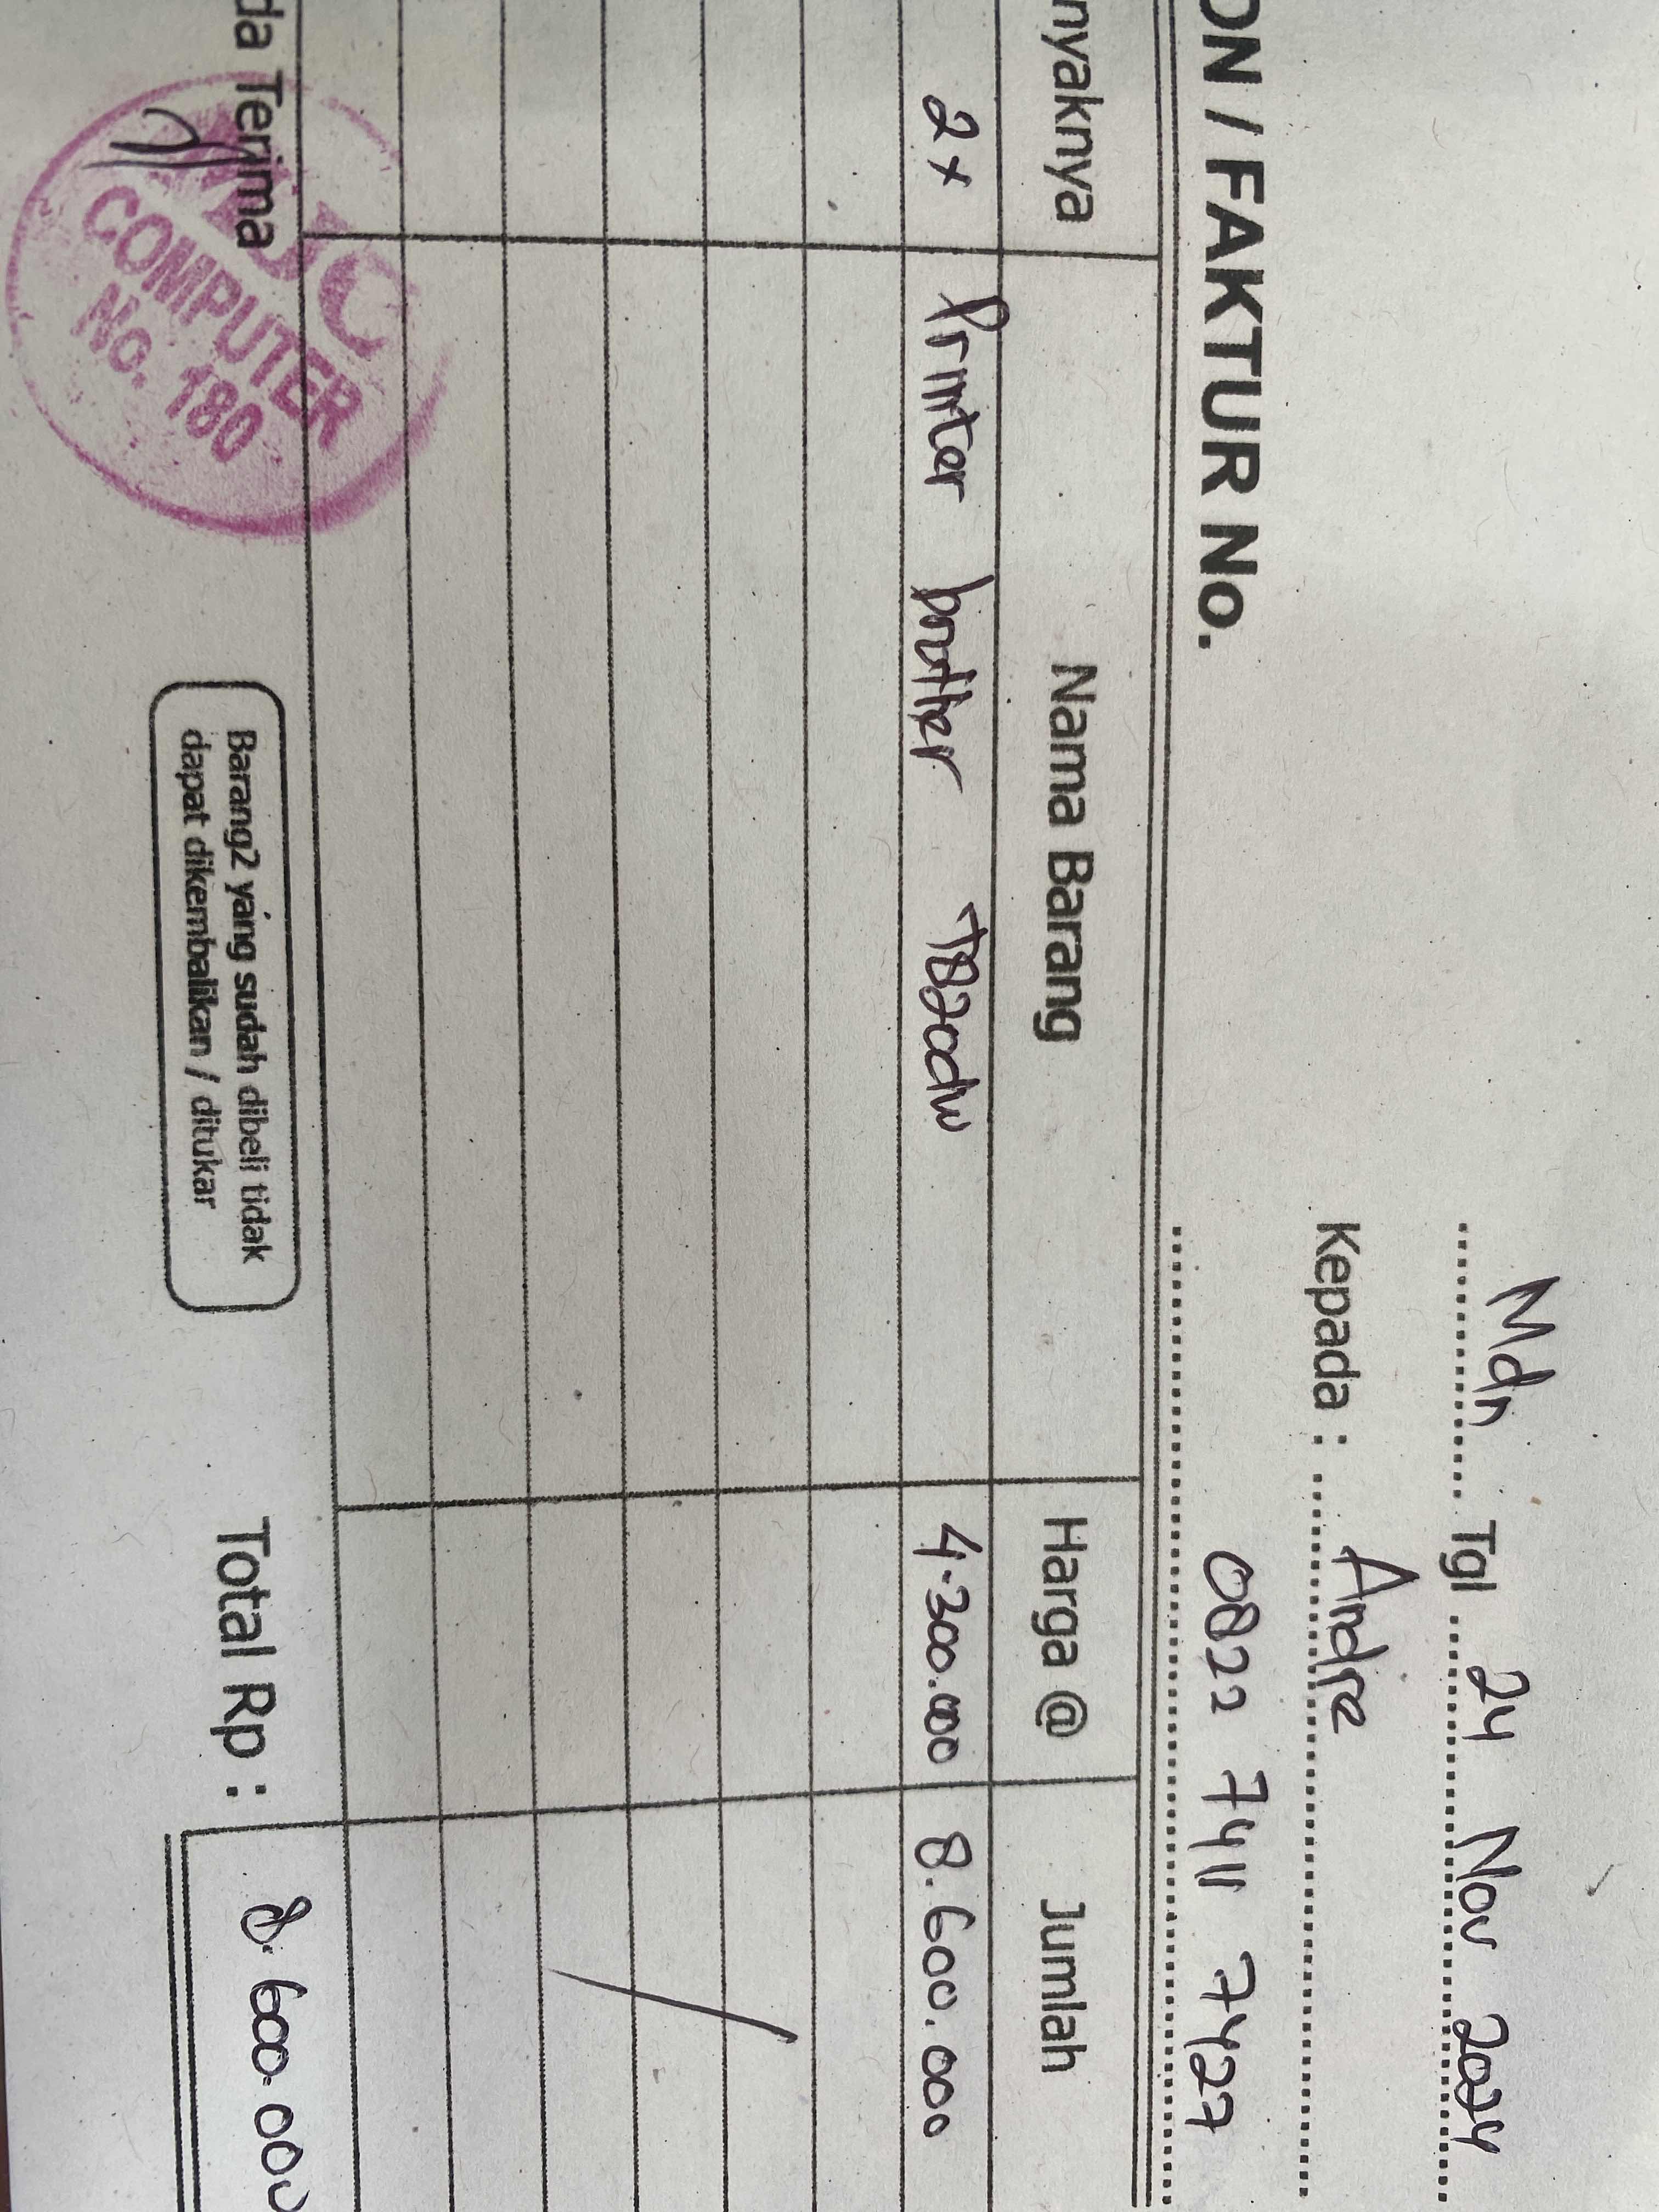 Mdn Tgl 24 Nov 2024
Kepada : Andre
0822 7411 7427
ON / FAKTUR No.
nyaknya Nama Barang Harga @ Jumlah
2x Printer brother T820dw 4.300.000 8.600.000
da Terima
COMPUTER
No. 180
Barang2 yang sudah dibeli tidak
dapat dikembalikan / ditukar
Total Rp : 8.600.000